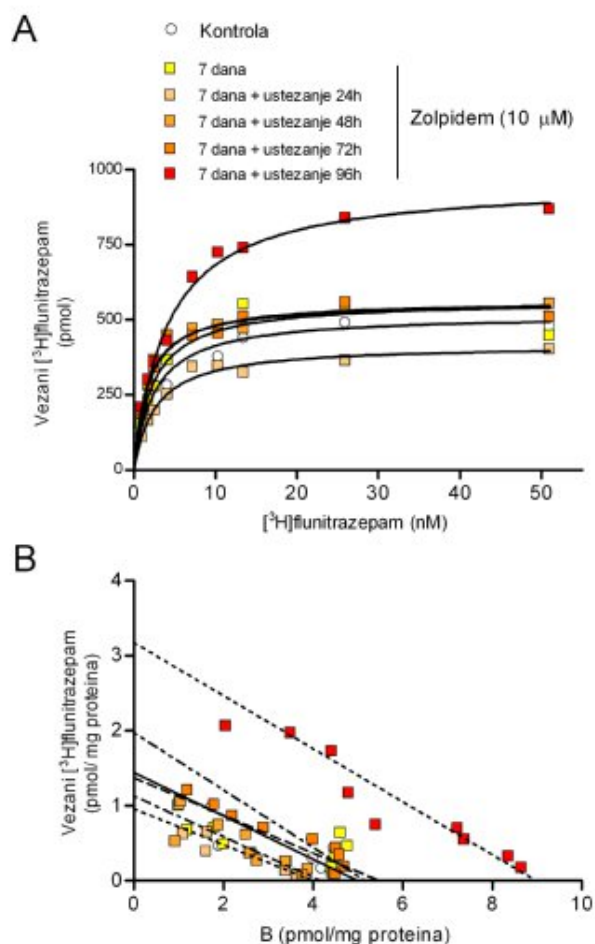 A
Kontrola
7 dana
7 dana + ustezanje 24h
7 dana + ustezanje 48h
7 dana + ustezanje 72h
7 dana + ustezanje 96h
Zolpidem (10 μM)
Vezani [³H]flunitrazepam
(pmol)
1000
750
500
250
0
0 10 20 30 40 50
[³H]flunitrazepam (nM)
B
Vezani [³H]flunitrazepam
(pmol/ mg proteina)
4
3
2
1
0
0 2 4 6 8 10
B (pmol/mg proteina)